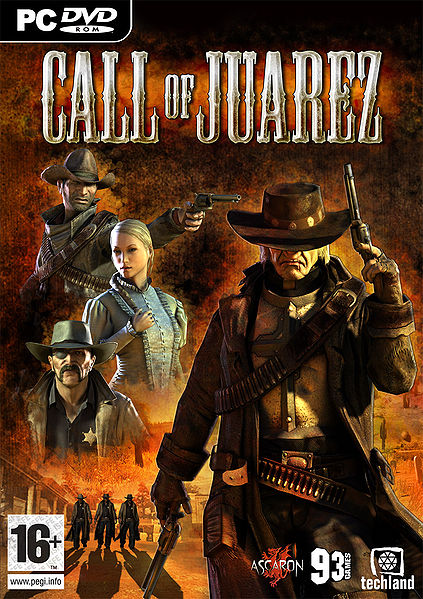 PC DVD
ROM
CALL OF JUAREZ
16+
www.pegi.info
ASCARON
93
GAMES
techland